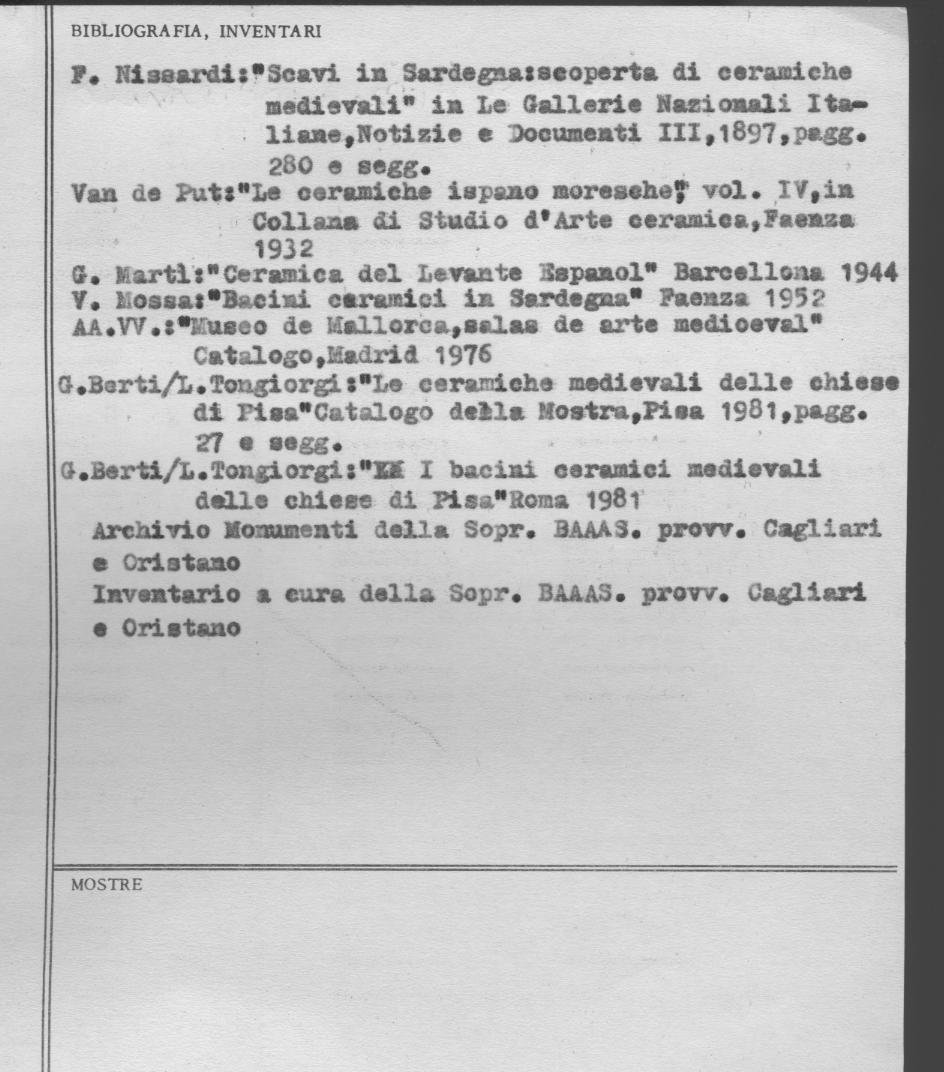 BIBLIOGRAFIA, INVENTARI
F. Nissardi:"Scavi in Sardegna:scoperta di ceramiche
medievali" in Le Gallerie Nazionali Ita-
liane,Notizie e Documenti III,1897,pagg.
280 e segg.
Van de Put:"Le ceramiche ispano moresche", vol. IV,in
Collana di Studio d'Arte ceramica,Faenza
1932
G. Martì:"Ceramica del Levante Espanol" Barcellona 1944
V. Mossa:"Bacini ceramici in Sardegna" Faenza 1952
AA.VV.:"Museo de Mallorca,salas de arte medioeval"
Catalogo,Madrid 1976
G.Berti/L.Tongiorgi:"Le ceramiche medievali delle chiese
di Pisa"Catalogo della Mostra,Pisa 1981,pagg.
27 e segg.
G.Berti/L.Tongiorgi:" I bacini ceramici medievali
delle chiese di Pisa"Roma 1981
Archivio Monumenti della Sopr. BAAAS. provv. Cagliari
e Oristano
Inventario a cura della Sopr. BAAAS. provv. Cagliari
e Oristano
MOSTRE